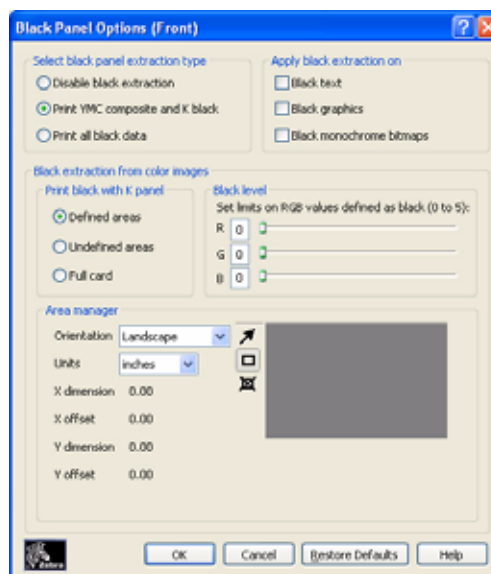 Black Panel Options (Front)
Select black panel extraction type
Disable black extraction
Print YMC composite and K black
Print all black data
Apply black extraction on
Black text
Black graphics
Black monochrome bitmaps
Black extraction from color images
Print black with K panel
Defined areas
Undefined areas
Full card
Black level
Set limits on RGB values defined as black (0 to 5):
R 0
G 0
B 0
Area manager
Orientation Landscape
Units inches
X dimension 0.00
X offset 0.00
Y dimension 0.00
Y offset 0.00
Zebra
OK Cancel Restore Defaults Help